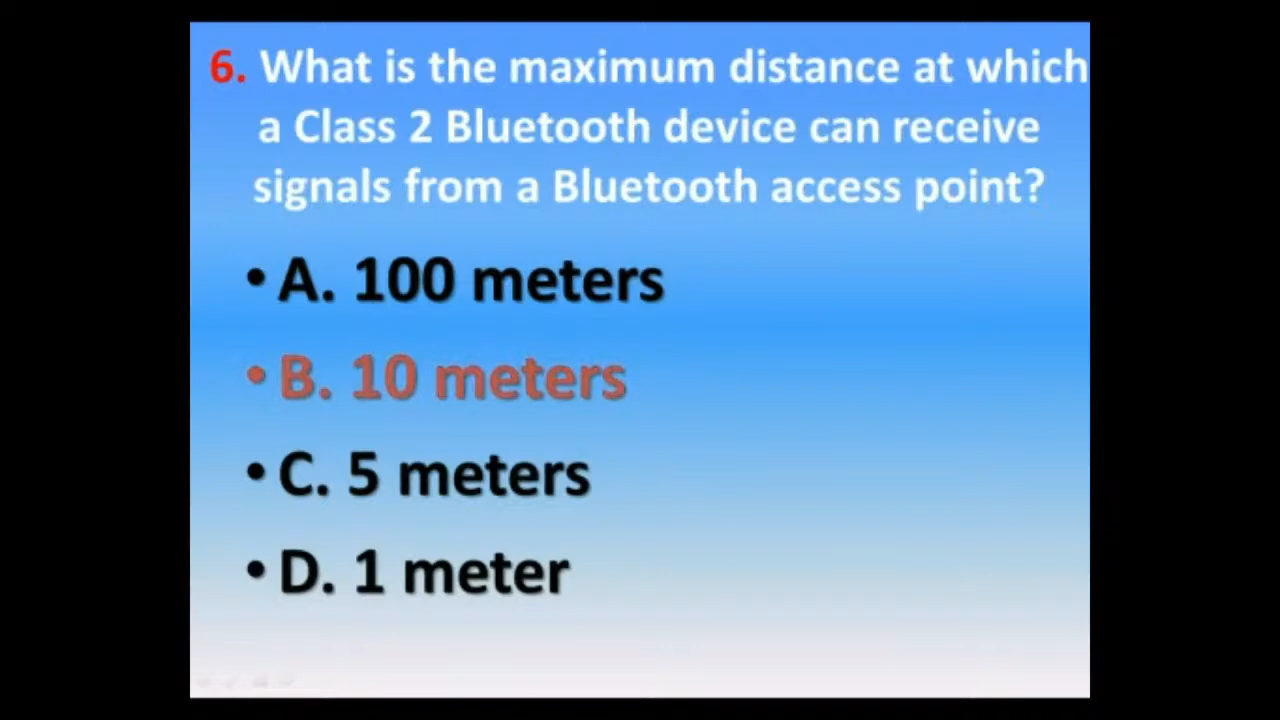 6. What is the maximum distance at which
a Class 2 Bluetooth device can receive
signals from a Bluetooth access point?
• A. 100 meters
• B. 10 meters
• C. 5 meters
• D. 1 meter